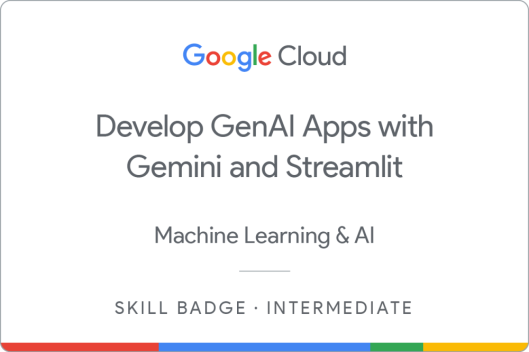 Google Cloud
Develop GenAI Apps with
Gemini and Streamlit
Machine Learning & AI
SKILL BADGE · INTERMEDIATE